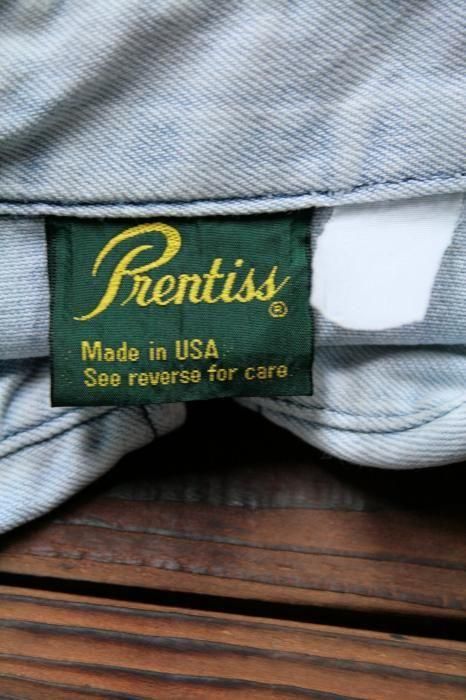 Prentiss®
Made in USA
See reverse for care